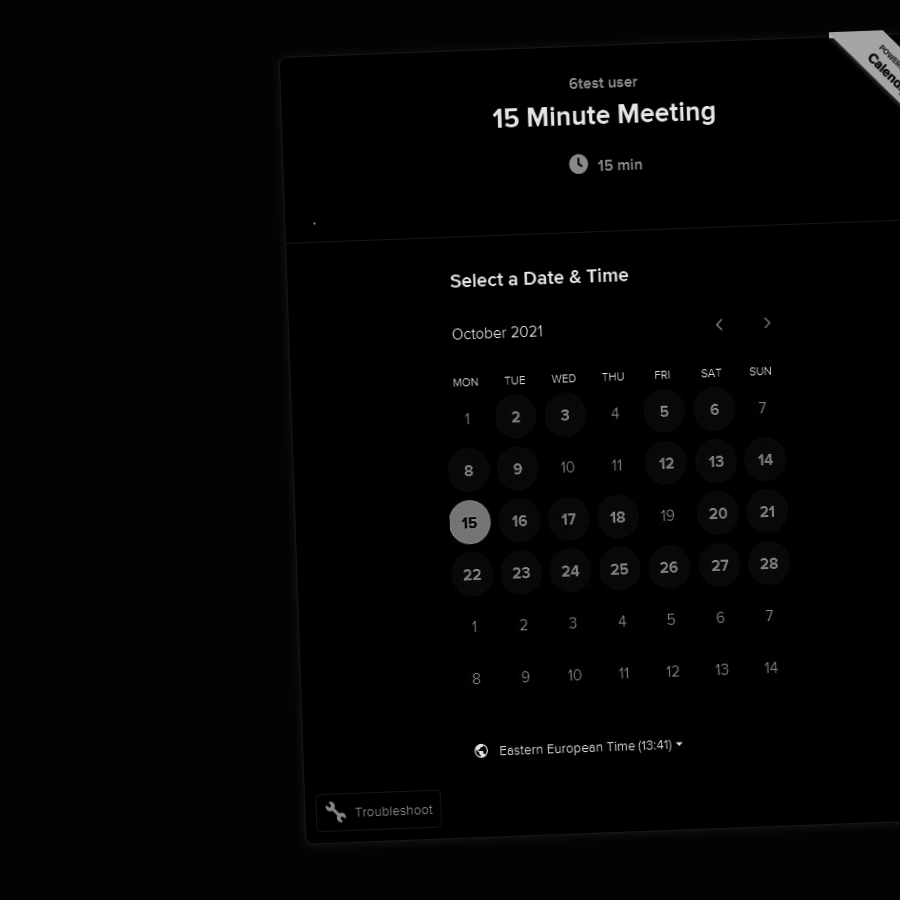 POWERED
Calend
6test user
15 Minute Meeting
15 min
Select a Date & Time
October 2021
MON TUE WED THU FRI SAT SUN
1 2 3 4 5 6 7
8 9 10 11 12 13 14
15 16 17 18 19 20 21
22 23 24 25 26 27 28
1 2 3 4 5 6 7
8 9 10 11 12 13 14
Eastern European Time (13:41)
Troubleshoot